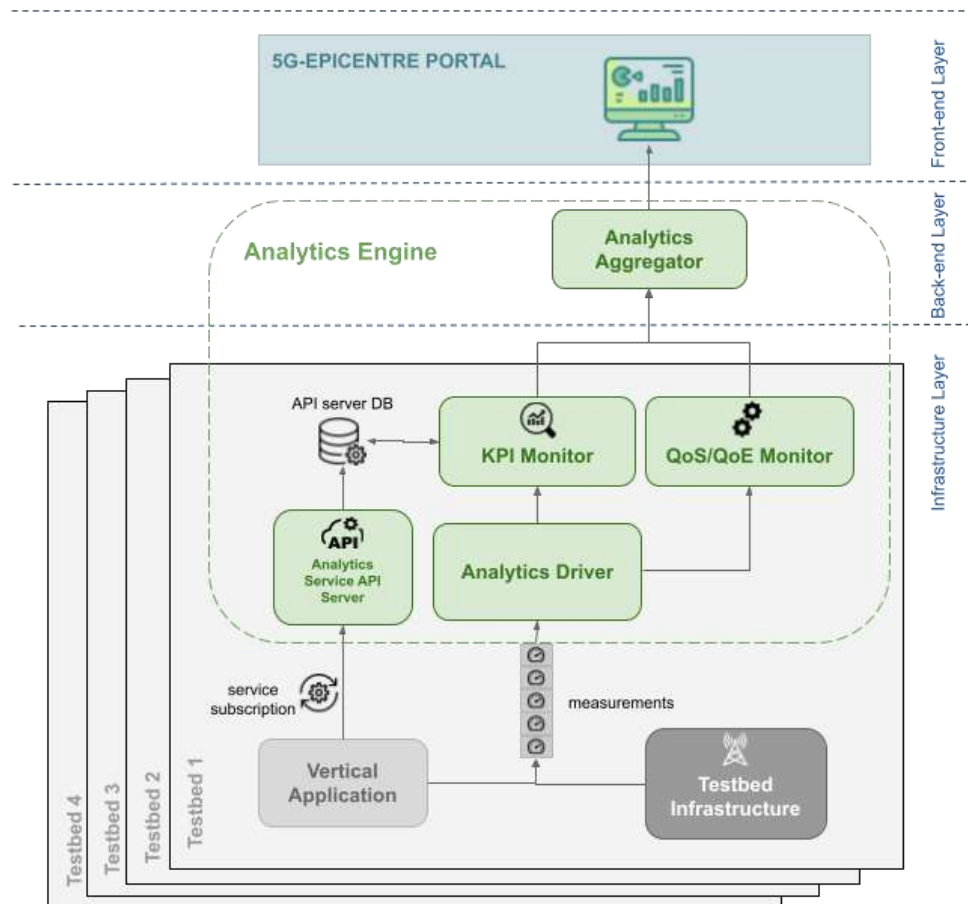 5G-EPICENTRE PORTAL
Front-end Layer
Analytics Engine
Analytics
Aggregator
Back-end Layer
Infrastructure Layer
API server DB
KPI Monitor
QoS/QoE Monitor
API
Analytics
Service API
Server
Analytics Driver
service
subscription
measurements
Vertical
Application
Testbed
Infrastructure
Testbed 4
Testbed 3
Testbed 2
Testbed 1